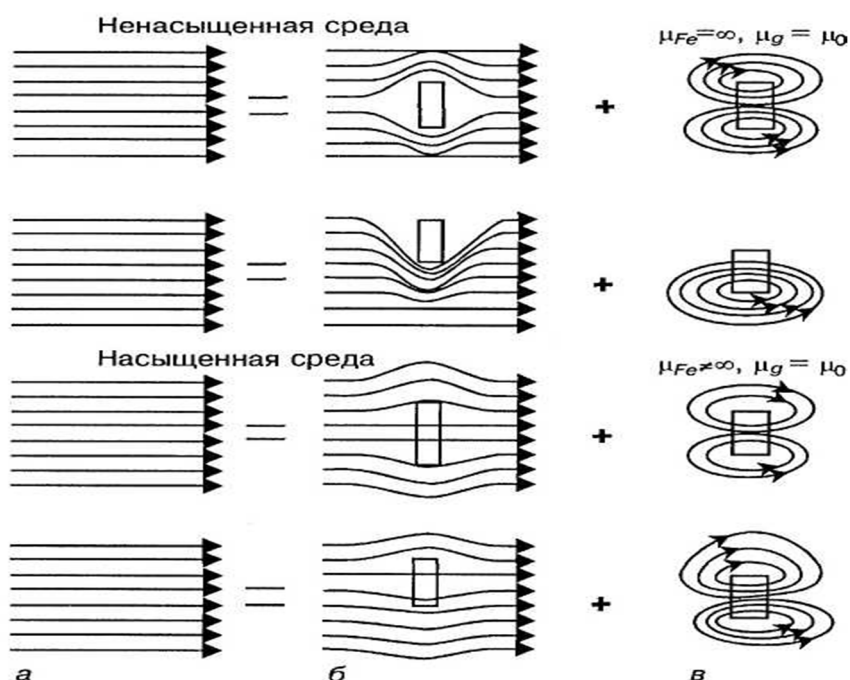 Ненасыщенная среда
μFe=∞, μg = μ0
=
+
=
+
Насыщенная среда
μFe≠∞, μg = μ0
=
+
=
+
а б в